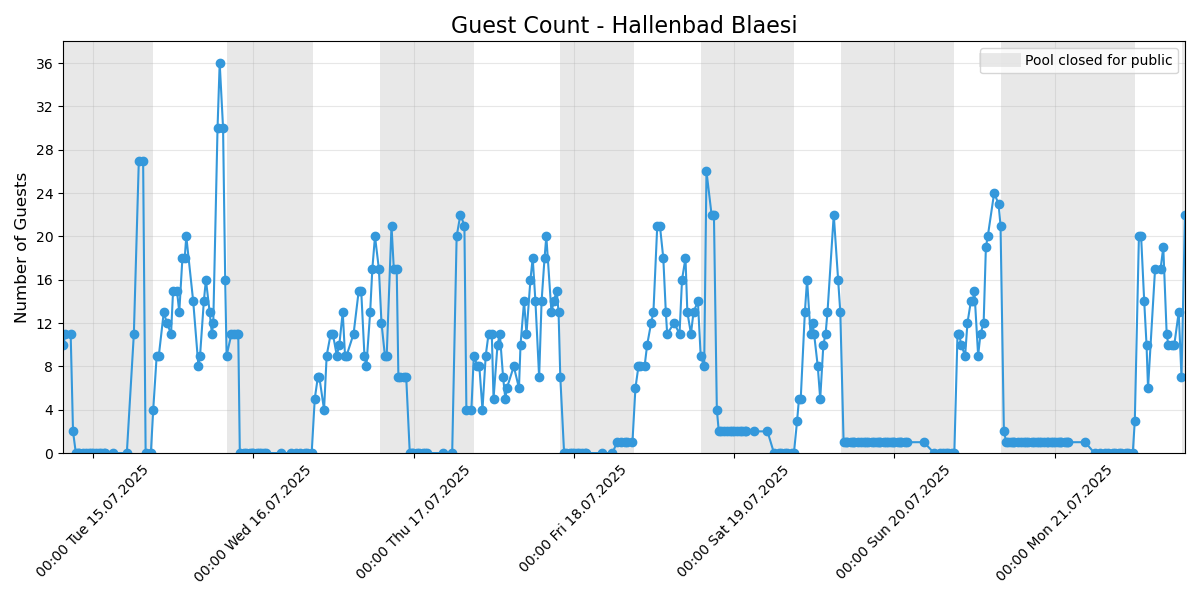 Guest Count - Hallenbad Blaesi
Pool closed for public
Number of Guests
36
32
28
24
20
16
12
8
4
0
00:00 Tue 15.07.2025
00:00 Wed 16.07.2025
00:00 Thu 17.07.2025
00:00 Fri 18.07.2025
00:00 Sat 19.07.2025
00:00 Sun 20.07.2025
00:00 Mon 21.07.2025